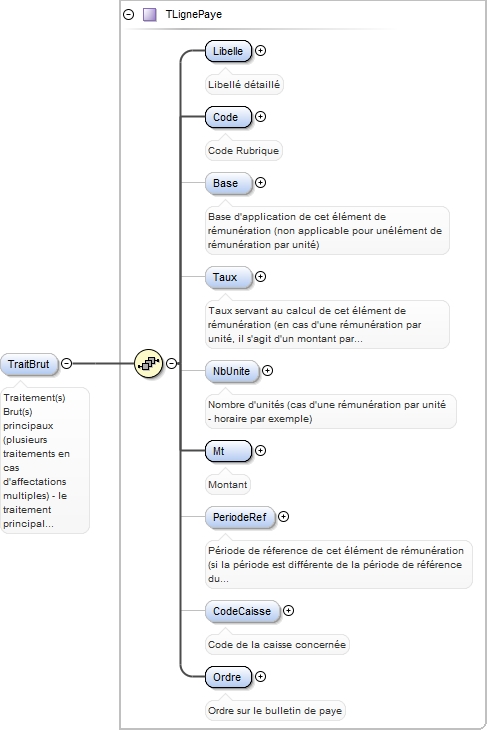 TLignePaye
Libelle
Libellé détaillé
Code
Code Rubrique
Base
Base d'application de cet élément de
rémunération (non applicable pour unélément de
rémunération par unité)
Taux
Taux servant au calcul de cet élément de
rémunération (en cas d'une rémunération par
unité, il s'agit d'un montant par...
TraitBrut
Traitement(s)
Brut(s)
principaux
(plusieurs
traitements en
cas
d'affectations
multiples) - le
traitement
principal...
NbUnite
Nombre d'unités (cas d'une rémunération par unité
- horaire par exemple)
Mt
Montant
PeriodeRef
Période de réference de cet élément de rémunération
(si la période est différente de la période de référence
du...
CodeCaisse
Code de la caisse concernée
Ordre
Ordre sur le bulletin de paye